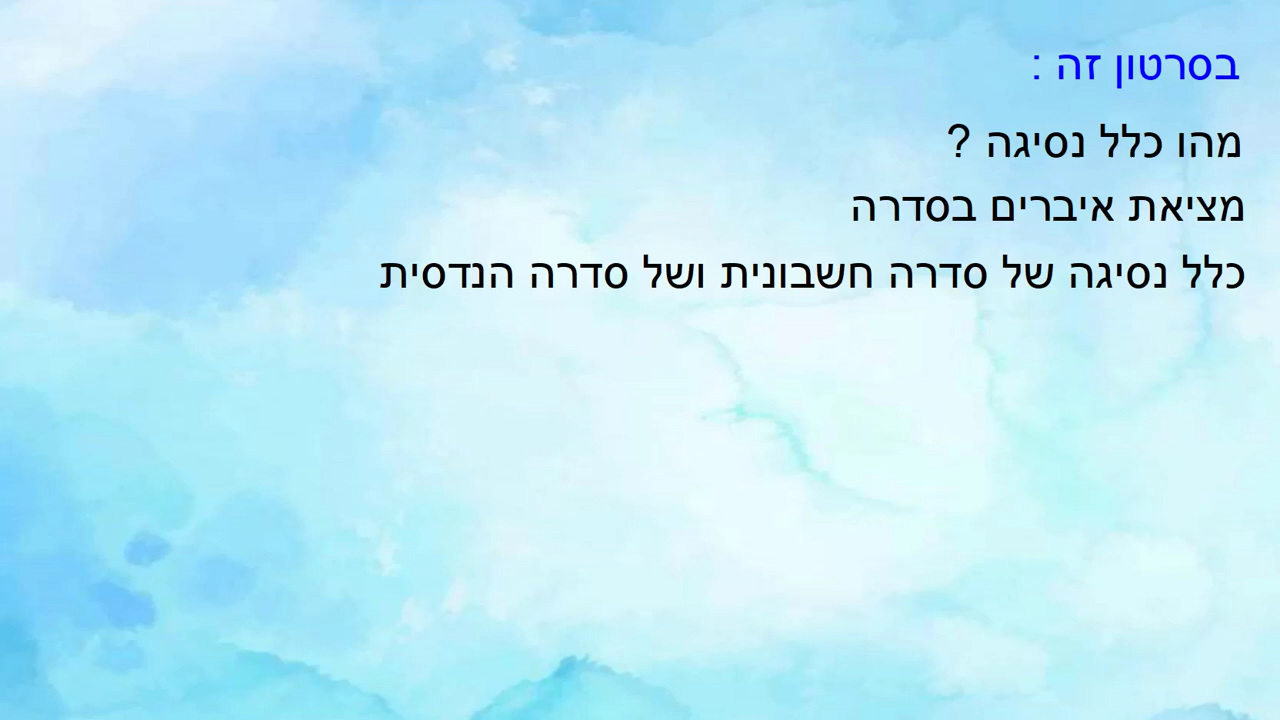 בסרטון זה :
מהו כלל נסיגה ?
מציאת איברים בסדרה
כלל נסיגה של סדרה חשבונית ושל סדרה הנדסית